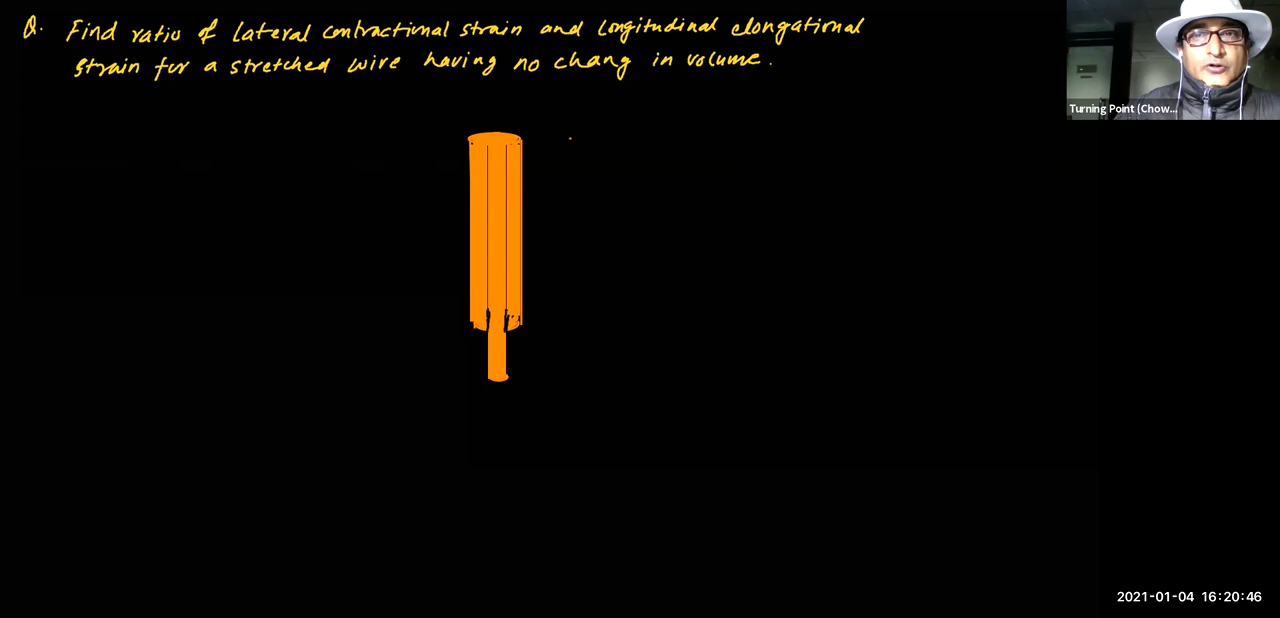 Q. Find ratio of lateral contractional strain and longitudinal elongational
strain for a stretched wire having no chang in volume.
Turning Point (Chow...
2021-01-04 16:20:46